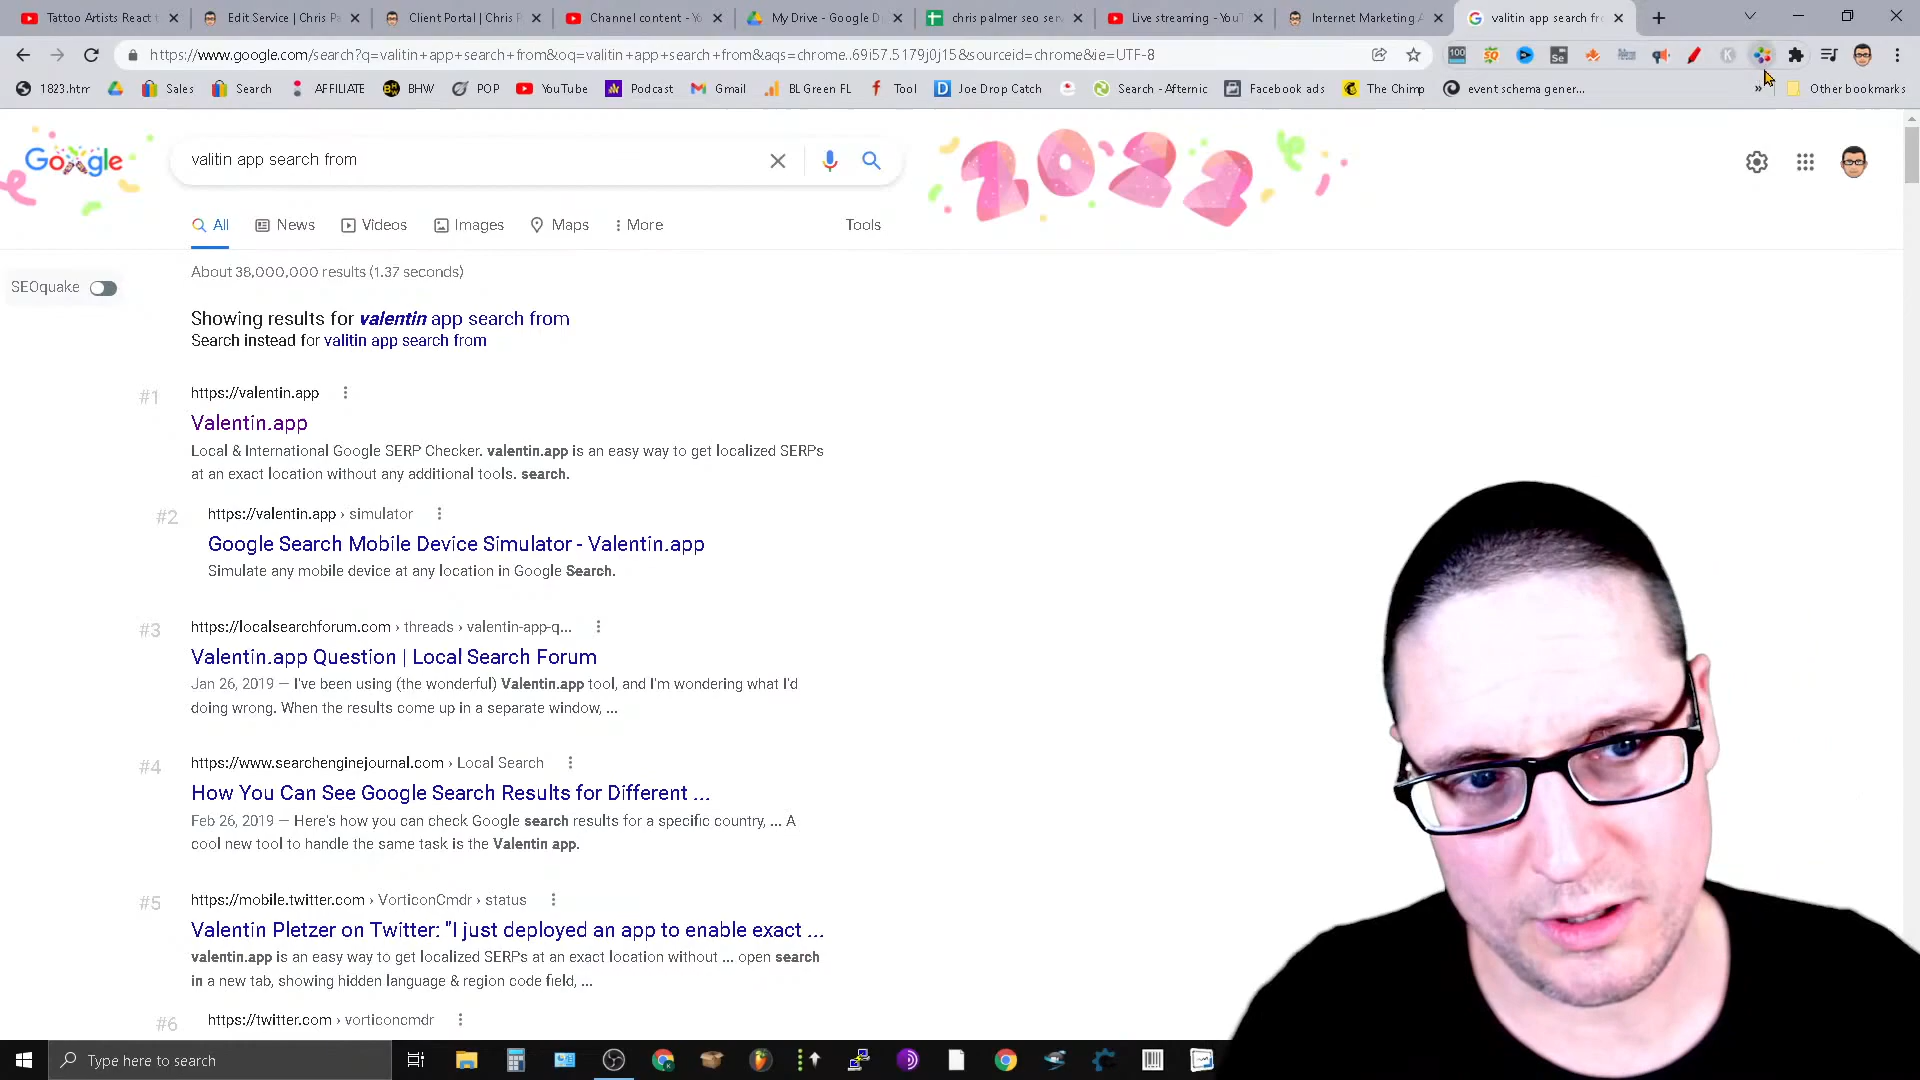 Tattoo Artists React t
Edit Service | Chris Pa
Client Portal | Chris P
Channel content - Yo
My Drive - Google D
chris palmer seo serv
Live streaming - YouT
Internet Marketing A
valitin app search fro
https://www.google.com/search?q=valitin+app+search+from&oq=valitin+app+search+from&aqs=chrome..69i57.5179j0j15&sourceid=chrome&ie=UTF-8
1823.htm
Sales
Search
AFFILIATE
BHW
POP
YouTube
Podcast
Gmail
BL Green FL
Tool
Joe Drop Catch
Search - Afternic
Facebook ads
The Chimp
event schema gener...
»
Other bookmarks
Google
valitin app search from
2022
All
News
Videos
Images
Maps
More
Tools
About 38,000,000 results (1.37 seconds)
SEOquake
Showing results for valentin app search from
Search instead for valitin app search from
#1
https://valentin.app
Valentin.app
Local & International Google SERP Checker. valentin.app is an easy way to get localized SERPs
at an exact location without any additional tools. search.
#2
https://valentin.app › simulator
Google Search Mobile Device Simulator - Valentin.app
Simulate any mobile device at any location in Google Search.
#3
https://localsearchforum.com › threads › valentin-app-q...
Valentin.app Question | Local Search Forum
Jan 26, 2019 — I've been using (the wonderful) Valentin.app tool, and I'm wondering what I'd
doing wrong. When the results come up in a separate window, ...
#4
https://www.searchenginejournal.com › Local Search
How You Can See Google Search Results for Different ...
Feb 26, 2019 — Here's how you can check Google search results for a specific country, ... A
cool new tool to handle the same task is the Valentin app.
#5
https://mobile.twitter.com › VorticonCmdr › status
Valentin Pletzer on Twitter: "I just deployed an app to enable exact ...
valentin.app is an easy way to get localized SERPs at an exact location without ... open search
in a new tab, showing hidden language & region code field, ...
#6
https://twitter.com › vorticoncmdr
Type here to search